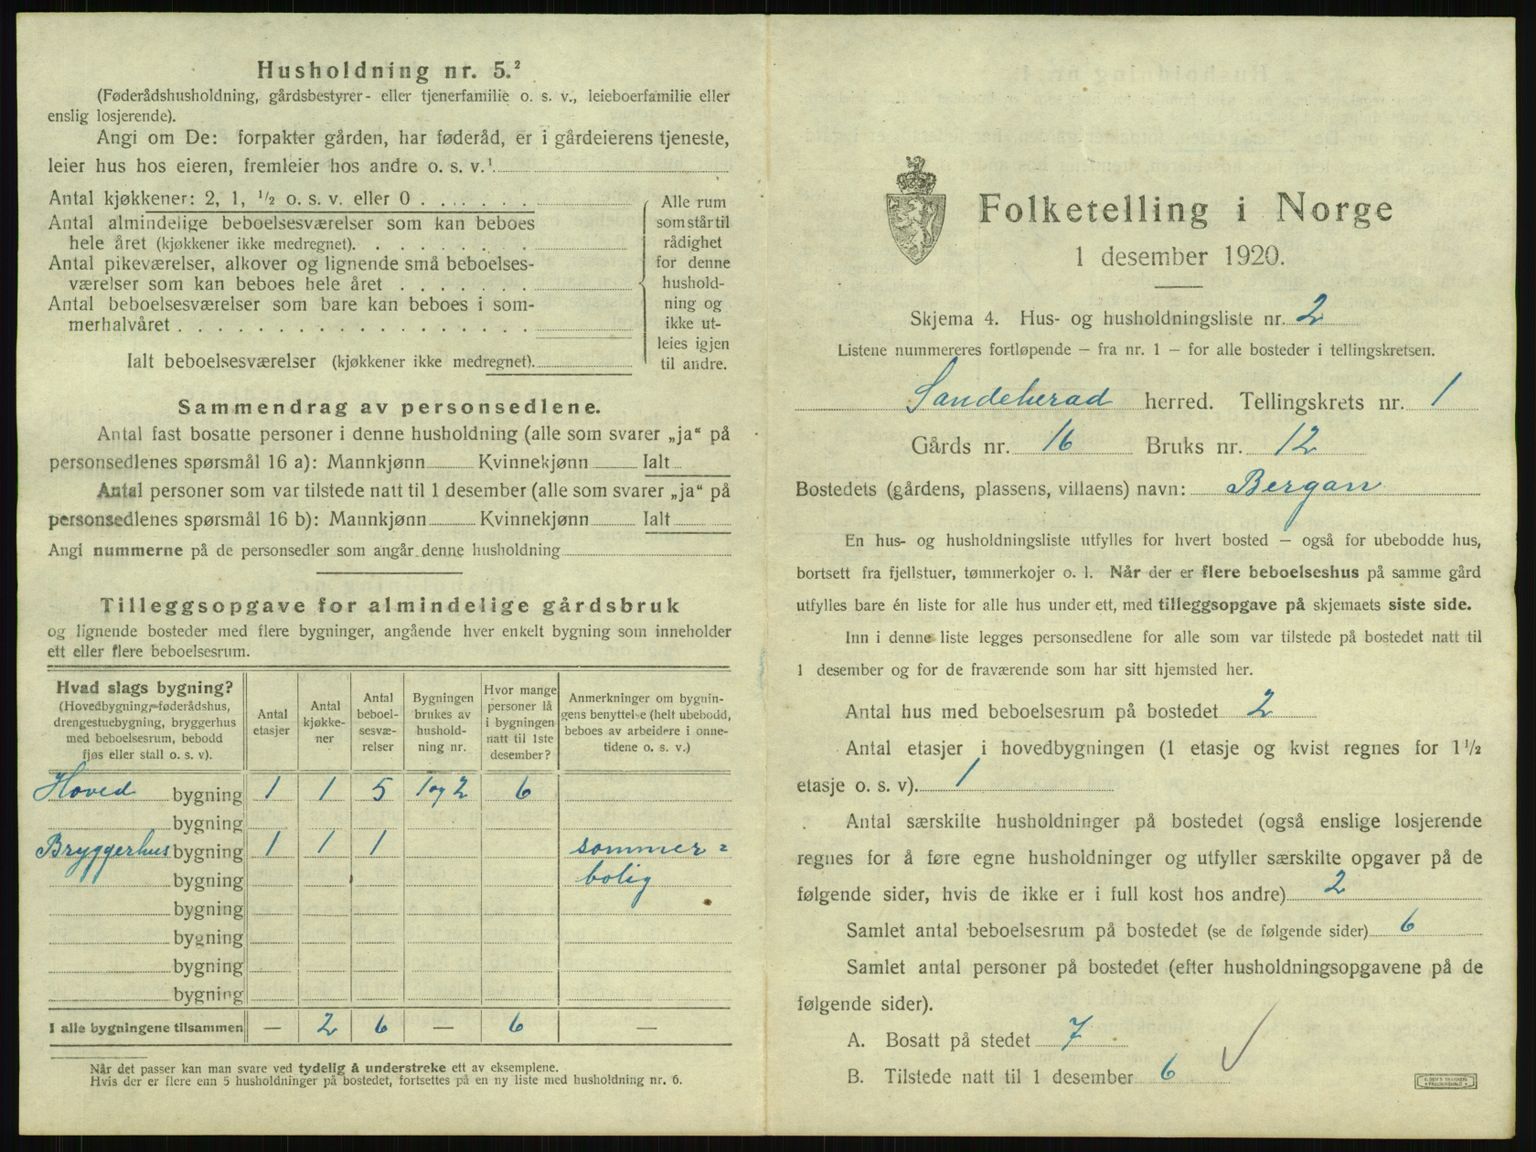 Husholdning nr. 5.²
(Føderådshusholdning, gårdsbestyrer- eller tjenerfamilie o. s. v., leieboerfamilie eller
enslig losjerende).
Angi om De: forpakter gården, har føderåd, er i gårdeierens tjeneste,
leier hus hos eieren, fremleier hos andre o. s. v.¹
Antal kjøkkener: 2, 1, ½ o. s. v. eller 0
Antal almindelige beboelsesværelser som kan beboes
hele året (kjøkkener ikke medregnet).
Antal pikeværelser, alkover og lignende små beboelses-
værelser som kan beboes hele året
Antal beboelsesværelser som bare kan beboes i som-
merhalvåret
Ialt beboelsesværelser (kjøkkener ikke medregnet).
Alle rum
som står til
rådighet
for denne
hushold-
ning og
ikke ut-
leies igjen
til andre.
Sammendrag av personsedlene.
Antal fast bosatte personer i denne husholdning (alle som svarer „ja“ på
personsedlenes spørsmål 16 a): Mannkjønn Kvinnekjønn Ialt
Antal personer som var tilstede natt til 1 desember (alle som svarer „ja“ på
personsedlenes spørsmål 16 b): Mannkjønn Kvinnekjønn Ialt
Angi nummerne på de personsedler som angår denne husholdning
Tilleggsopgave for almindelige gårdsbruk
og lignende bosteder med flere bygninger, angående hver enkelt bygning som inneholder
ett eller flere beboelsesrum.
Hvad slags bygning?
(Hovedbygning, føderådshus,
drengestuebygning, bryggerhus
med beboelsesrum, bebodd
fjøs eller stall o. s. v).
Antal
etasjer
Antal
kjøkke-
ner
Antal
beboel-
sesvæ-
relser
Bygningen
brukes av
hushold-
ning nr.
Hvor mange
personer lå
i bygningen
natt til 1ste
desember?
Anmerkninger om bygnin-
gens benyttelse (helt ubebodd,
beboes av arbeidere i onne-
tidene o. s. v.)
Hoved bygning 1 1 5 1 og 2 6
bygning
Bryggerhus bygning 1 1 1 sommer=
bygning bolig
bygning
bygning
bygning
bygning
I alle bygningene tilsammen — 2 6 — 6 —
Når det passer kan man svare ved tydelig å understreke ett av eksemplene.
Hvis der er flere enn 5 husholdninger på bostedet, fortsettes på en ny liste med husholdning nr. 6.
Folketelling i Norge
1 desember 1920.
Skjema 4. Hus- og husholdningsliste nr. 2
Listene nummereres fortløpende — fra nr. 1 — for alle bosteder i tellingskretsen.
Sandeherad herred. Tellingskrets nr. 1
Gårds nr. 16 Bruks nr. 12
Bostedets (gårdens, plassens, villaens) navn: Bergan
En hus- og husholdningsliste utfylles for hvert bosted — også for ubebodde hus,
bortsett fra fjellstuer, tømmerkojer o. l. Når der er flere beboelseshus på samme gård
utfylles bare én liste for alle hus under ett, med tilleggsopgave på skjemaets siste side.
Inn i denne liste legges personsedlene for alle som var tilstede på bostedet natt til
1 desember og for de fraværende som har sitt hjemsted her.
Antal hus med beboelsesrum på bostedet 2
Antal etasjer i hovedbygningen (1 etasje og kvist regnes for 1½
etasje o. s. v). 1
Antal særskilte husholdninger på bostedet (også enslige losjerende
regnes for å føre egne husholdninger og utfyller særskilte opgaver på de
følgende sider, hvis de ikke er i full kost hos andre) 2
Samlet antal beboelsesrum på bostedet (se de følgende sider) 6
Samlet antal personer på bostedet (efter husholdningsopgavene på de
følgende sider).
A. Bosatt på stedet 7
B. Tilstede natt til 1 desember 6